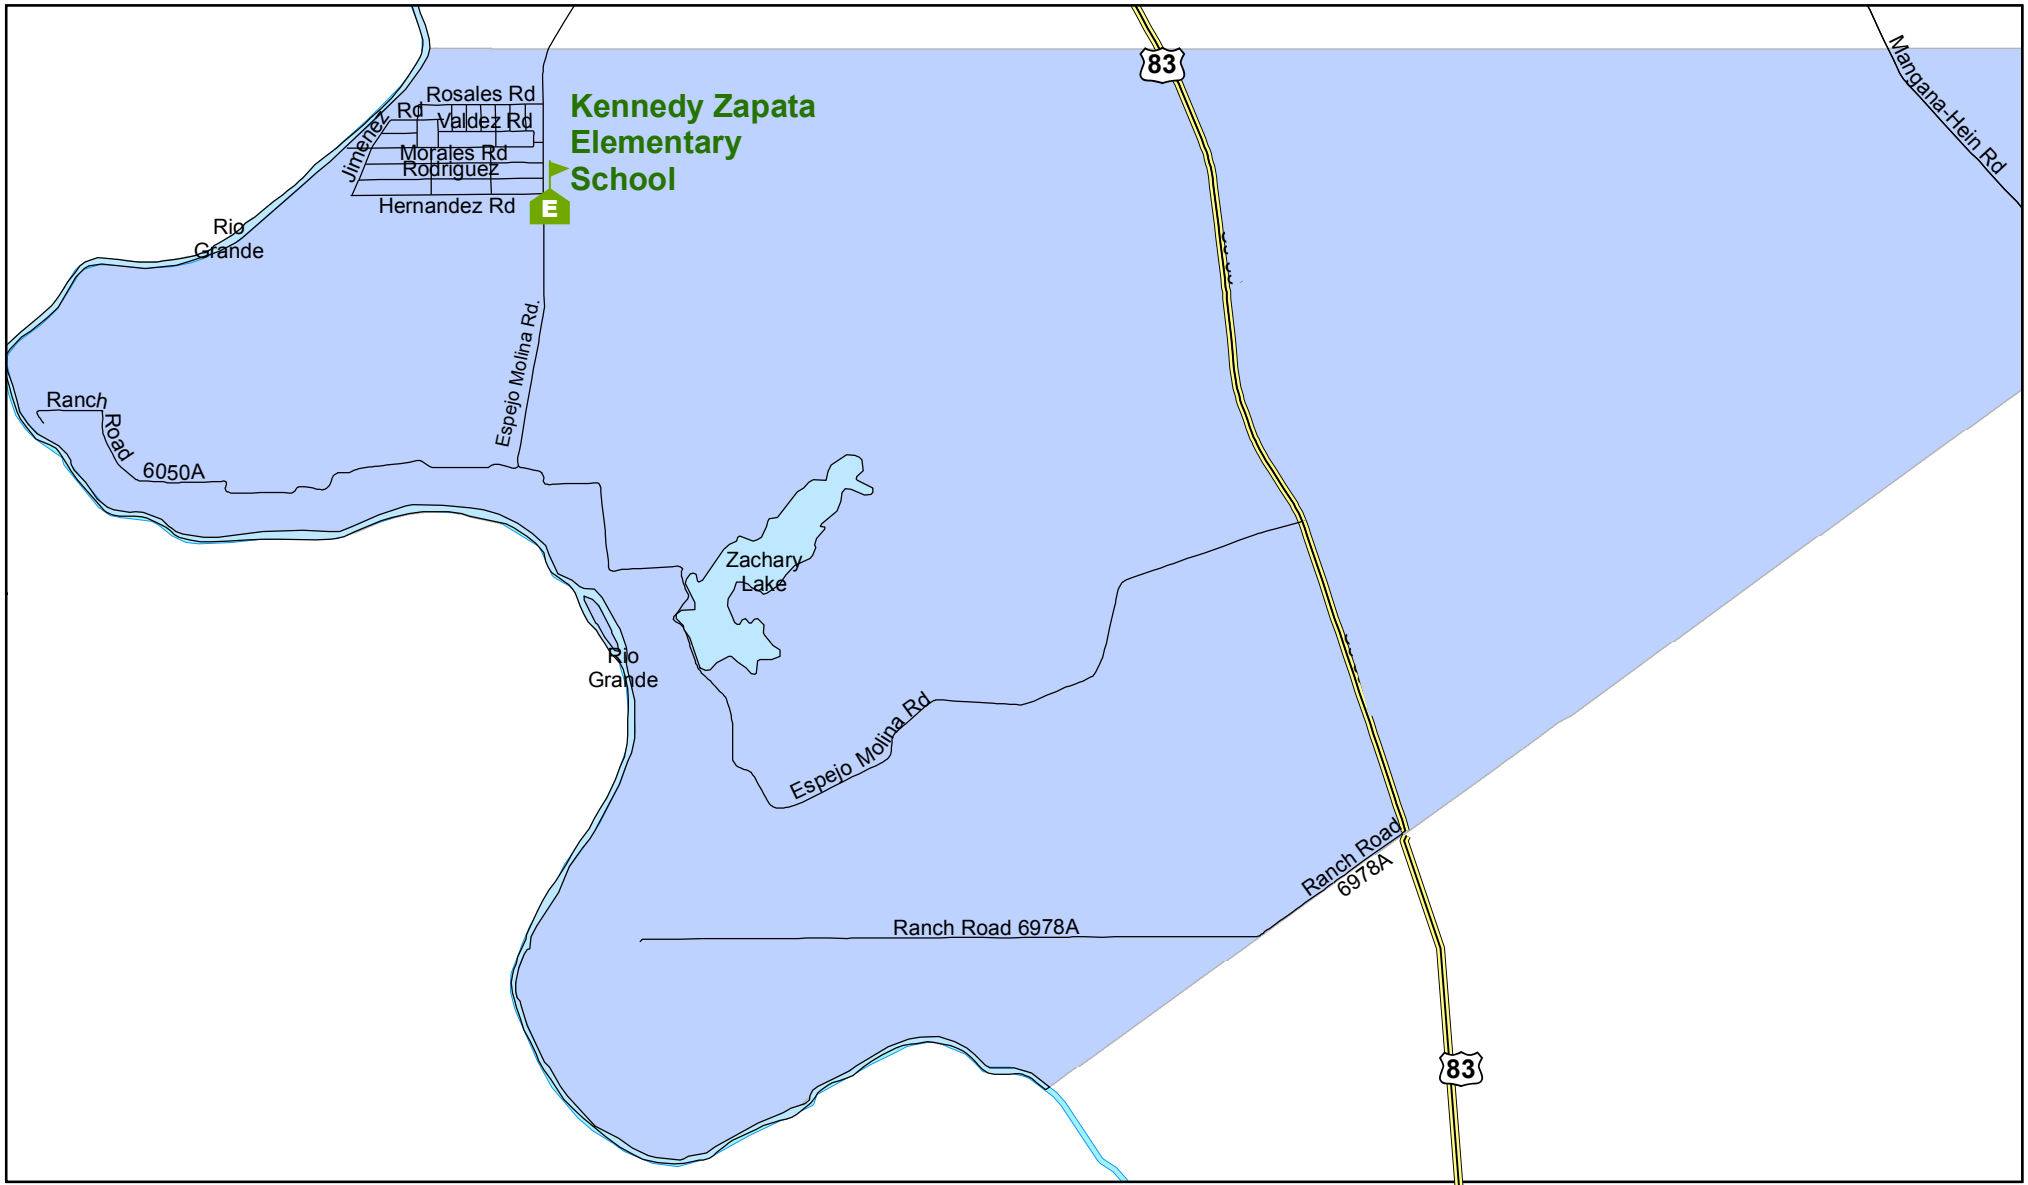 83
Mangana-Hein Rd
Rosales Rd
Jimenez Rd
Valdez Rd
Morales Rd
Rodriguez
Hernandez Rd
Kennedy Zapata
Elementary
School
E
Rio
Grande
Espejo Molina Rd.
Ranch
Road
6050A
Zachary
Lake
Rio
Grande
Espejo Molina Rd
Ranch Road
6978A
Ranch Road 6978A
83